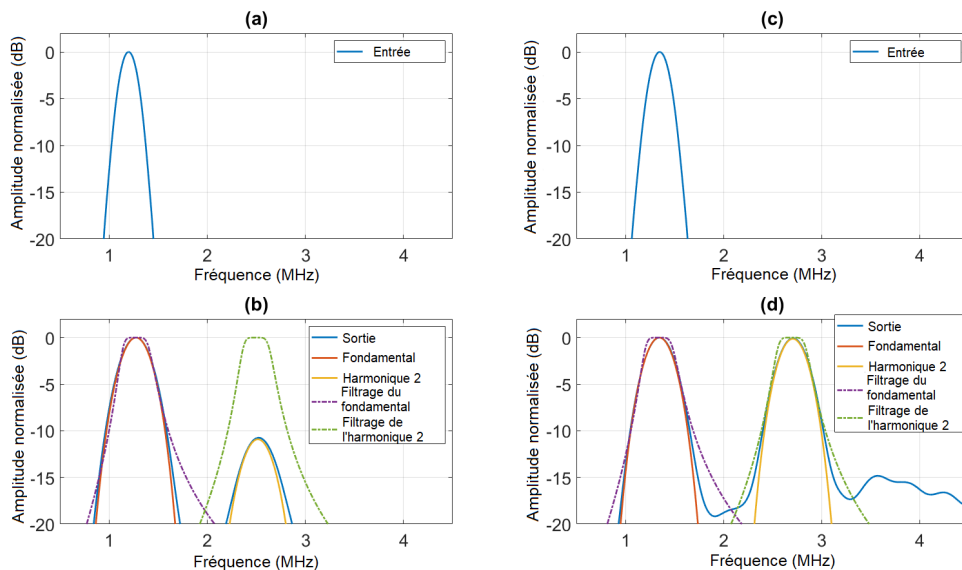 (a)
Amplitude normalisée (dB)
0
-5
-10
-15
-20
Entrée
1
2
3
4
Fréquence (MHz)
(c)
Amplitude normalisée (dB)
0
-5
-10
-15
-20
Entrée
1
2
3
4
Fréquence (MHz)
(b)
Amplitude normalisée (dB)
0
-5
-10
-15
-20
Sortie
Fondamental
Harmonique 2
Filtrage du
fondamental
Filtrage de
l'harmonique 2
1
2
3
4
Fréquence (MHz)
(d)
Amplitude normalisée (dB)
0
-5
-10
-15
-20
Sortie
Fondamental
Harmonique 2
Filtrage du
fondamental
Filtrage de
l'harmonique 2
1
2
3
4
Fréquence (MHz)